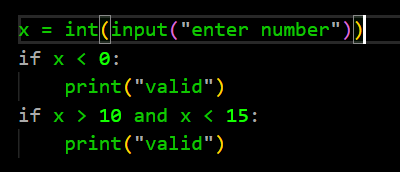 x = int(input("enter number"))
if x < 0:
    print("valid")
if x > 10 and x < 15:
    print("valid")